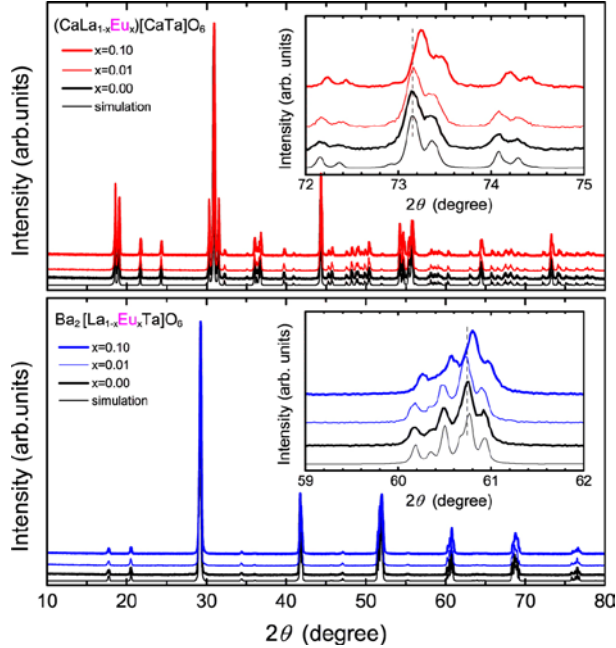 (CaLa₁₋ₓEuₓ)[CaTa]O₆
x=0.10
x=0.01
x=0.00
simulation
Intensity (arb.units)
Intensity (arb. units)
72 73 74 75
2θ (degree)
Ba₂[La₁₋ₓEuₓTa]O₆
x=0.10
x=0.01
x=0.00
simulation
Intensity (arb.units)
Intensity (arb. units)
59 60 61 62
2θ (degree)
10 20 30 40 50 60 70 80
2θ (degree)